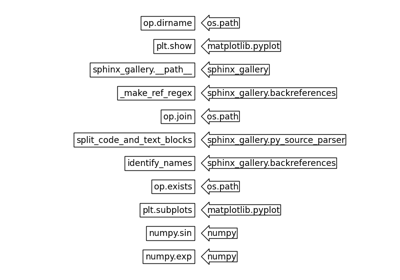 op.dirname os.path
plt.show matplotlib.pyplot
sphinx_gallery.__path__ sphinx_gallery
_make_ref_regex sphinx_gallery.backreferences
op.join os.path
split_code_and_text_blocks sphinx_gallery.py_source_parser
identify_names sphinx_gallery.backreferences
op.exists os.path
plt.subplots matplotlib.pyplot
numpy.sin numpy
numpy.exp numpy